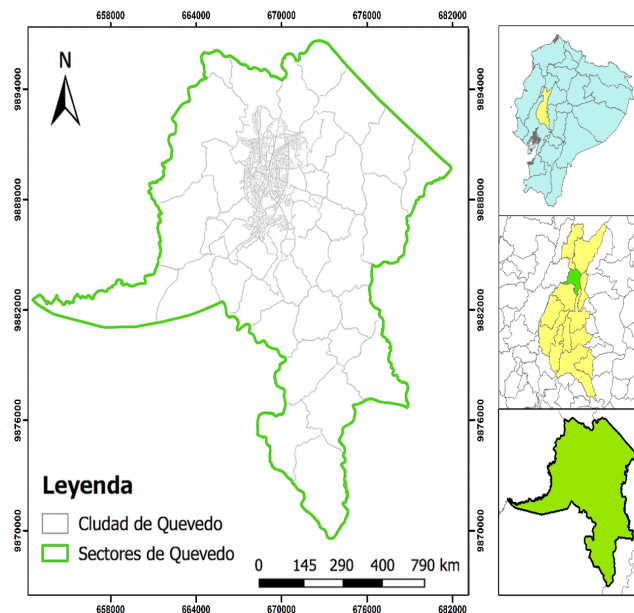 658000 664000 670000 676000 682000
N
9894000 9894000
9888000 9888000
9882000 9882000
9876000 9876000
9870000 9870000
Leyenda
Cludad de Quevedo
Sectores de Quevedo
0 145 290 400 790 km
658000 664000 670000 676000 682000